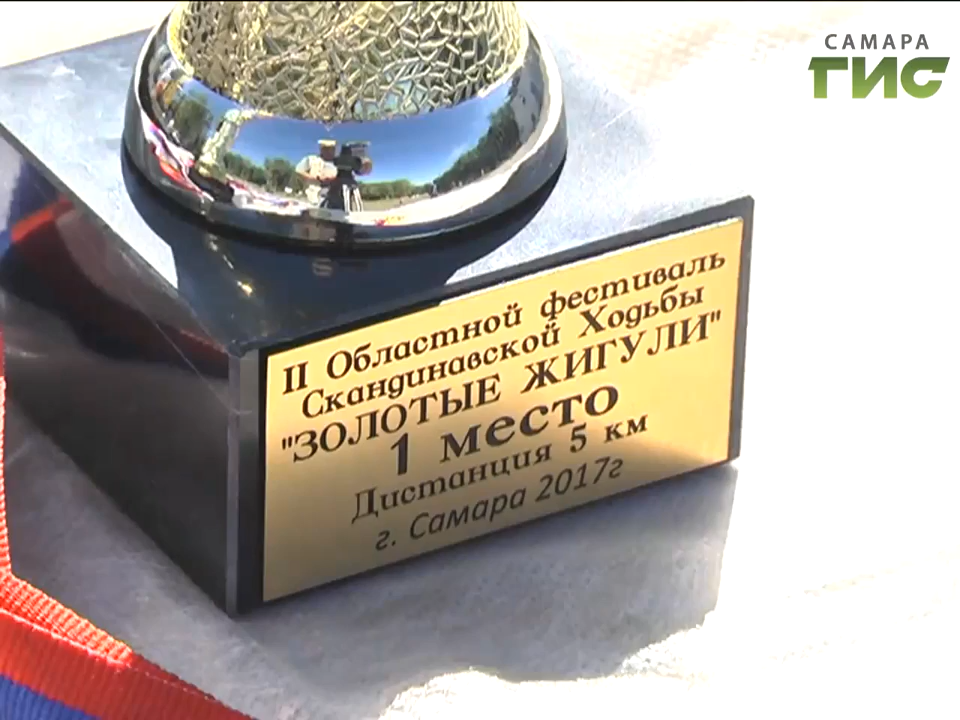 САМАРА
ГИС
II Областной фестиваль
Скандинавской Ходьбы
"ЗОЛОТЫЕ ЖИГУЛИ"
1 место
Дистанция 5 км
г. Самара 2017г